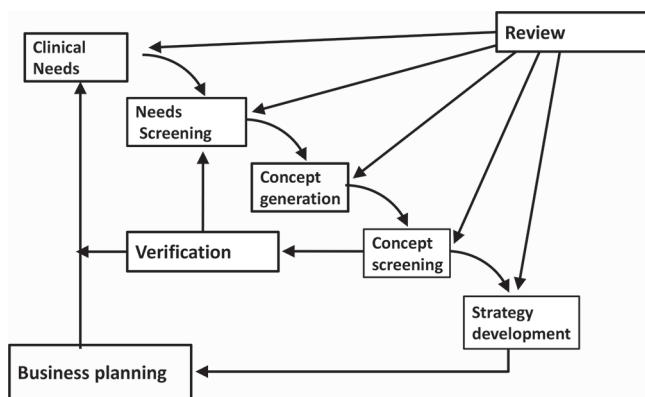 Review
Clinical
Needs
Needs
Screening
Concept
generation
Verification
Concept
screening
Strategy
development
Business planning